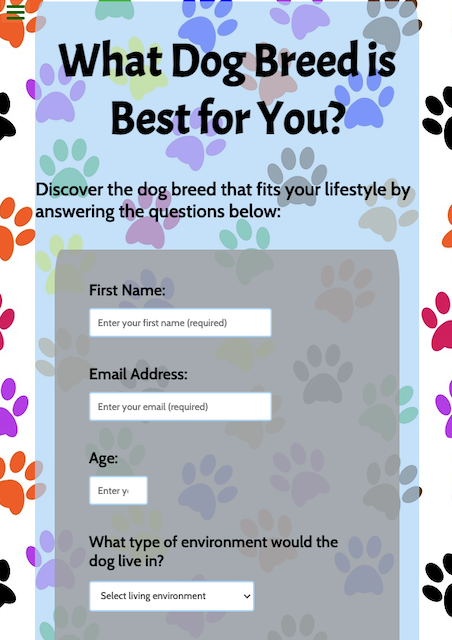 What Dog Breed is
Best for You?
Discover the dog breed that fits your lifestyle by
answering the questions below:
First Name:
Enter your first name (required)
Email Address:
Enter your email (required)
Age:
Enter y
What type of environment would the
dog live in?
Select living environment